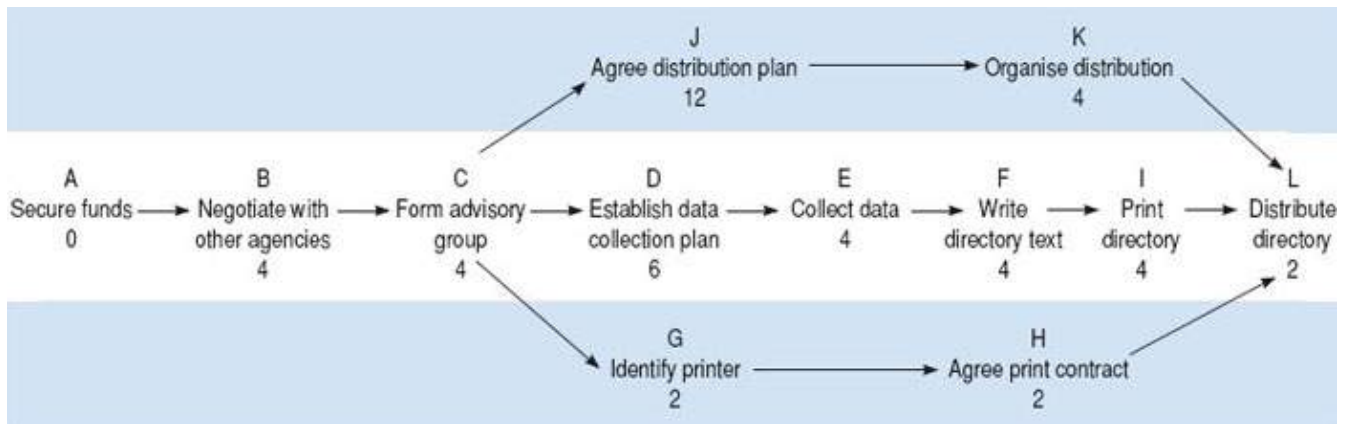 J
Agree distribution plan
12
K
Organise distribution
4
A
Secure funds
0
B
Negotiate with
other agencies
4
C
Form advisory
group
4
D
Establish data
collection plan
6
E
Collect data
4
F
Write
directory text
4
I
Print
directory
4
L
Distribute
directory
2
G
Identify printer
2
H
Agree print contract
2